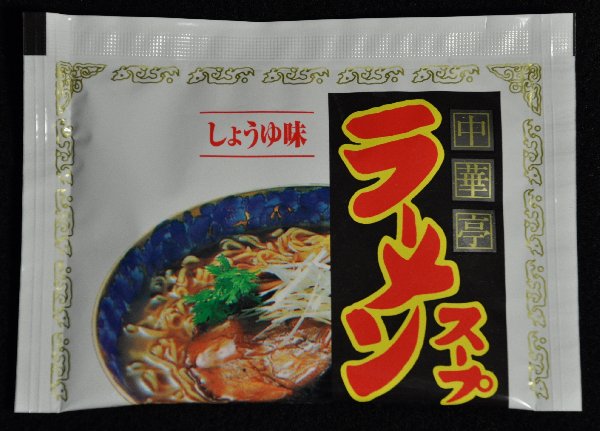 中華亭
ラーメン
スープ
しょうゆ味